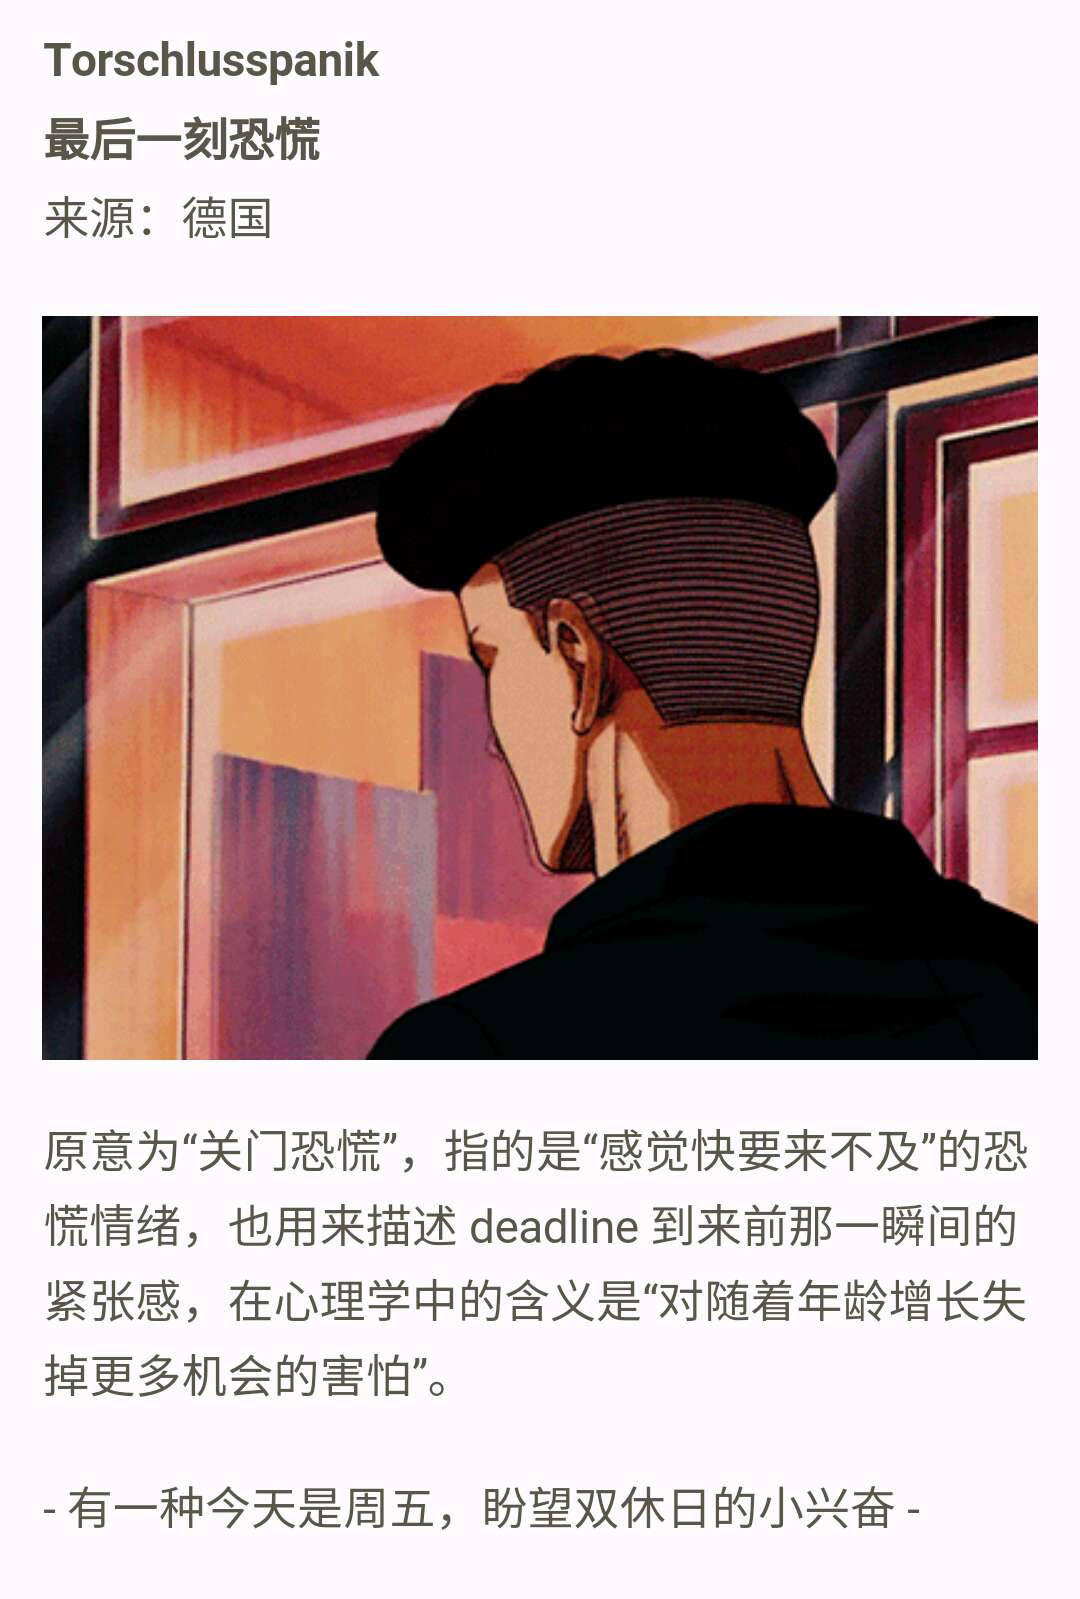 Torschlusspanik
最后一刻恐慌
来源：德国
原意为“关门恐慌”，指的是“感觉快要来不及”的恐
慌情绪，也用来描述 deadline 到来前那一瞬间的
紧张感，在心理学中的含义是“对随着年龄增长失
掉更多机会的害怕”。
- 有一种今天是周五，盼望双休日的小兴奋 -